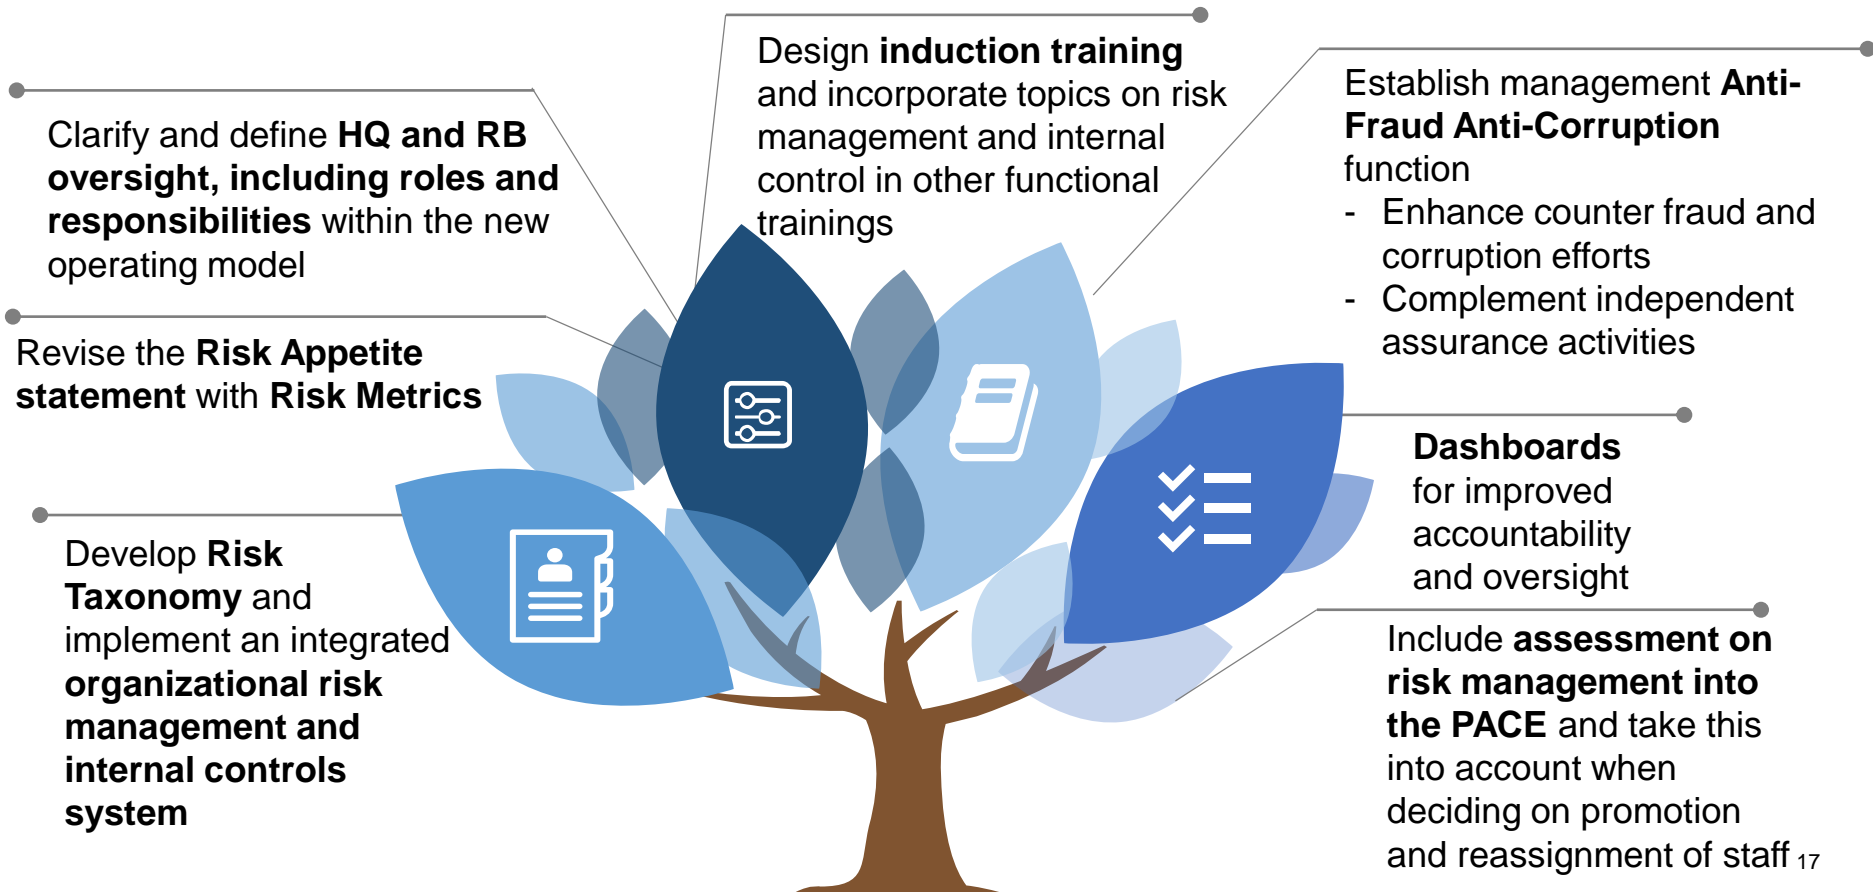 Clarify and define HQ and RB
oversight, including roles and
responsibilities within the new
operating model
Revise the Risk Appetite
statement with Risk Metrics
Develop Risk
Taxonomy and
implement an integrated
organizational risk
management and
internal controls
system
Design induction training
and incorporate topics on risk
management and internal
control in other functional
trainings
Establish management Anti-
Fraud Anti-Corruption
function
- Enhance counter fraud and
corruption efforts
- Complement independent
assurance activities
Dashboards
for improved
accountability
and oversight
Include assessment on
risk management into
the PACE and take this
into account when
deciding on promotion
and reassignment of staff
17